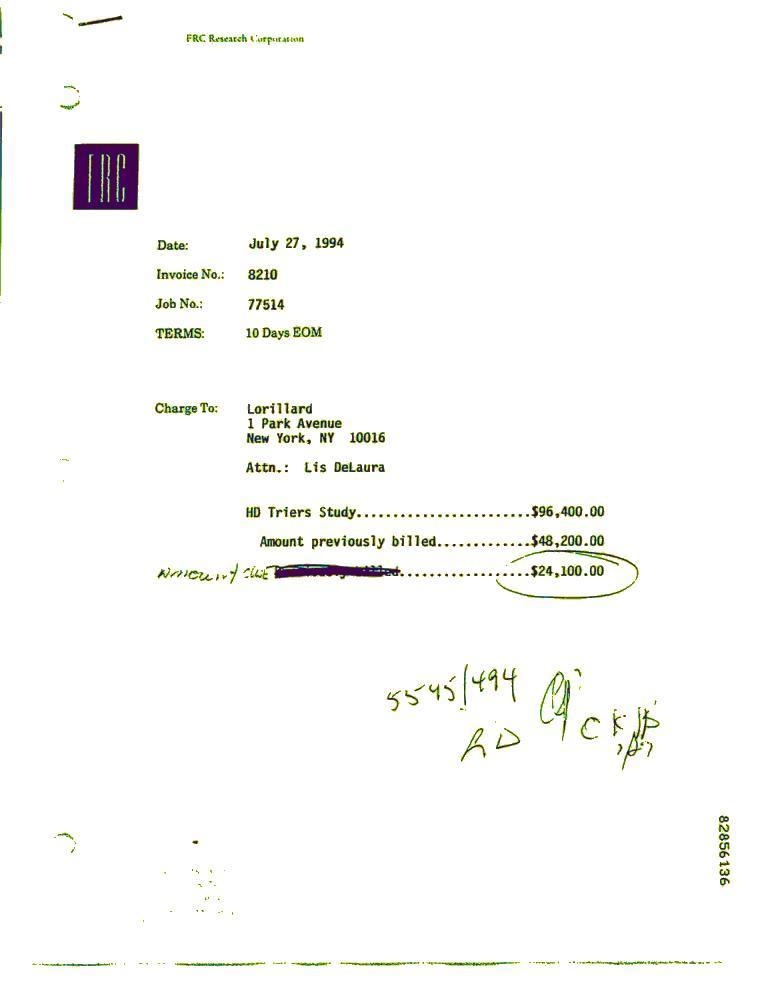 FRC Research Corporation
FRC
Date: July 27, 1994
Invoice No.: 8210
Job No.: 77514
TERMS: 10 Days EOM
Charge To: Lorillard
1 Park Avenue
New York, NY 10016
Attn.: Lis DeLaura
HD Triers Study........................$96,400.00
Amount previously billed.............$48,200.00
Amount due ..................$24,100.00
5595/494
LD
82856136